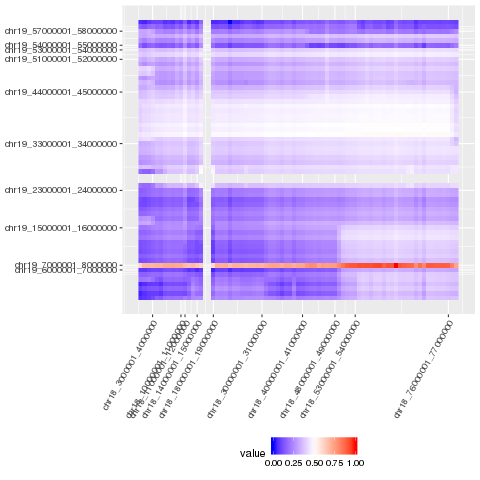 chr19_57000001_58000000
chr19_54000001_55000000
chr19_53000001_54000000
chr19_51000001_52000000
chr19_44000001_45000000
chr19_33000001_34000000
chr19_23000001_24000000
chr19_15000001_16000000
chr19_7000001_8000000
chr19_6000001_7000000
chr18_3000001_4000000
chr18_14000001_15000000
chr18_18000001_19000000
chr18_30000001_31000000
chr18_40000001_41000000
chr18_48000001_49000000
chr18_53000001_54000000
chr18_76000001_77000000
value
0.00 0.25 0.50 0.75 1.00